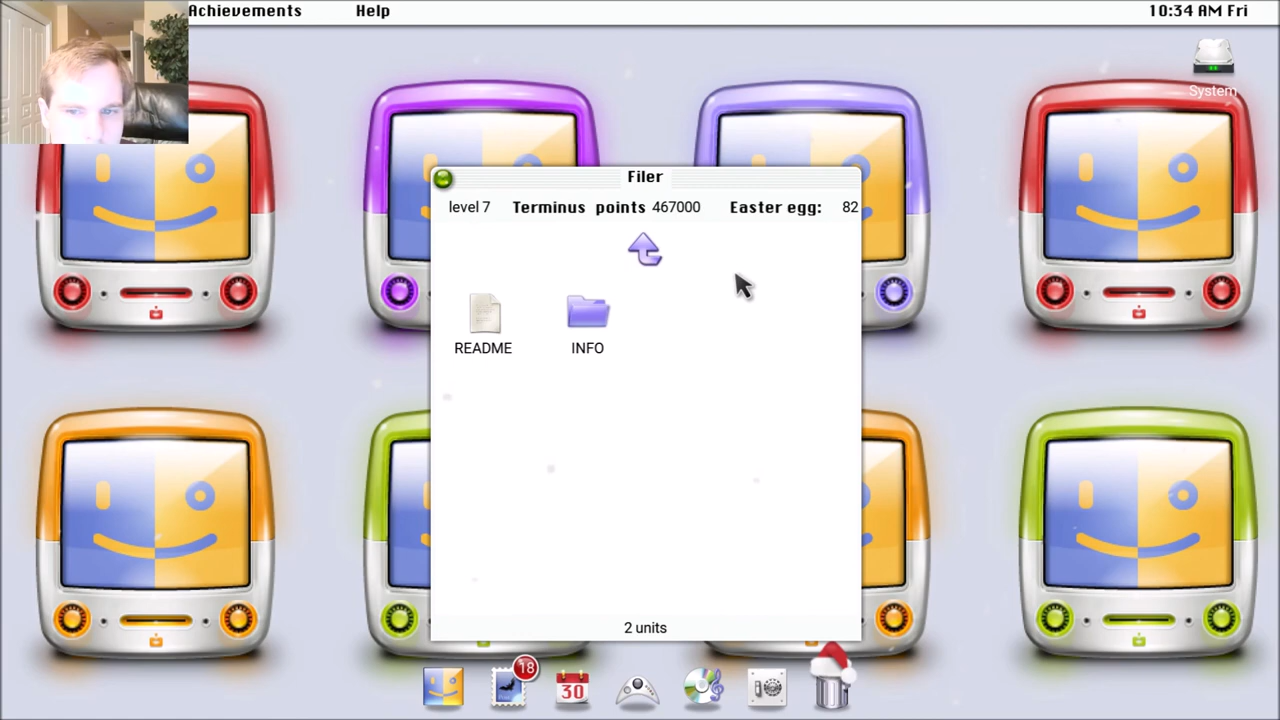 Achievements Help 10:34 AM Fri
System
Filer
level 7 Terminus points 467000 Easter egg: 82
README INFO
2 units
18
30